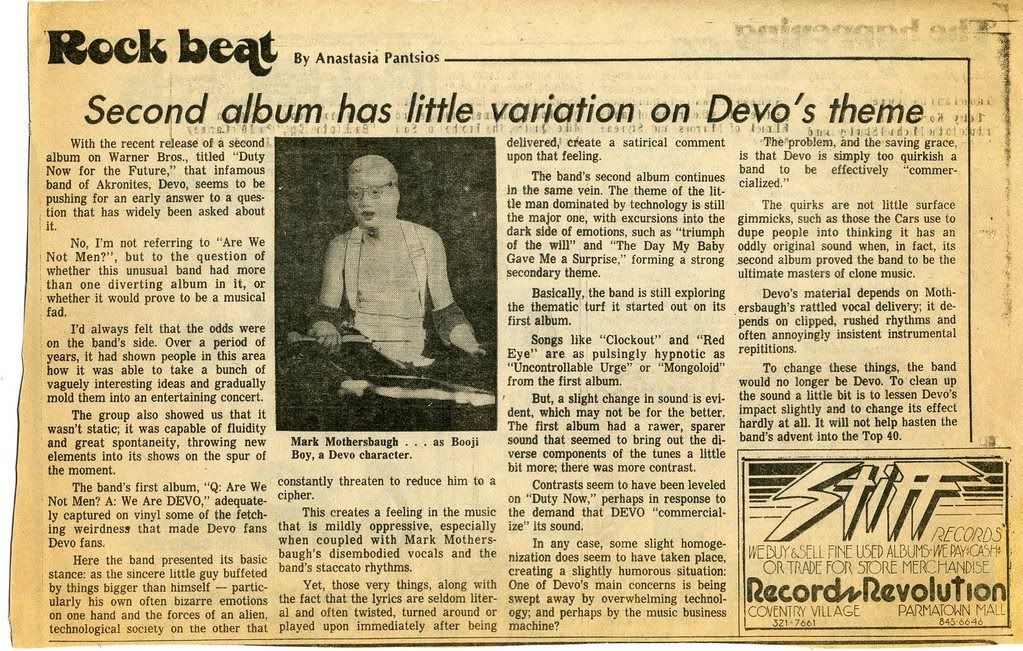 Rock beat
By Anastasia Pantsios
Second album has little variation on Devo's theme
With the recent release of a second
album on Warner Bros., titled "Duty
Now for the Future," that infamous
band of Akronites, Devo, seems to be
pushing for an early answer to a ques-
tion that has widely been asked about
it.
No, I'm not referring to "Are We
Not Men?", but to the question of
whether this unusual band had more
than one diverting album in it, or
whether it would prove to be a musical
fad.
I'd always felt that the odds were
on the band's side. Over a period of
years, it had shown people in this area
how it was able to take a bunch of
vaguely interesting ideas and gradually
mold them into an entertaining concert.
The group also showed us that it
wasn't static; it was capable of fluidity
and great spontaneity, throwing new
elements into its shows on the spur of
the moment.
The band's first album, "Q: Are We
Not Men? A: We Are DEVO," adequate-
ly captured on vinyl some of the fetch-
ing weirdness that made Devo fans
Devo fans.
Here the band presented its basic
stance: as the sincere little guy buffeted
by things bigger than himself — partic-
ularly his own often bizarre emotions
on one hand and the forces of an alien,
technological society on the other that
Mark Mothersbaugh . . . as Booji
Boy, a Devo character.
constantly threaten to reduce him to a
cipher.
This creates a feeling in the music
that is mildly oppressive, especially
when coupled with Mark Mothers-
baugh's disembodied vocals and the
band's staccato rhythms.
Yet, those very things, along with
the fact that the lyrics are seldom liter-
al and often twisted, turned around or
played upon immediately after being
delivered, create a satirical comment
upon that feeling.
The band's second album continues
in the same vein. The theme of the lit-
tle man dominated by technology is still
the major one, with excursions into the
dark side of emotions, such as "triumph
of the will" and "The Day My Baby
Gave Me a Surprise," forming a strong
secondary theme.
Basically, the band is still exploring
the thematic turf it started out on its
first album.
Songs like "Clockout" and "Red
Eye" are as pulsingly hypnotic as
"Uncontrollable Urge" or "Mongoloid"
from the first album.
But, a slight change in sound is evi-
dent, which may not be for the better.
The first album had a rawer, sparer
sound that seemed to bring out the di-
verse components of the tunes a little
bit more; there was more contrast.
Contrasts seem to have been leveled
on "Duty Now," perhaps in response to
the demand that DEVO "commercial-
ize" its sound.
In any case, some slight homoge-
nization does seem to have taken place,
creating a slightly humorous situation:
One of Devo's main concerns is being
swept away by overwhelming technol-
ogy; and perhaps by the music business
machine?
The problem, and the saving grace,
is that Devo is simply too quirkish a
band to be effectively "commer-
cialized."
The quirks are not little surface
gimmicks, such as those the Cars use to
dupe people into thinking it has an
oddly original sound when, in fact, its
second album proved the band to be the
ultimate masters of clone music.
Devo's material depends on Moth-
ersbaugh's rattled vocal delivery; it de-
pends on clipped, rushed rhythms and
often annoyingly insistent instrumental
repititions.
To change these things, the band
would no longer be Devo. To clean up
the sound a little bit is to lessen Devo's
impact slightly and to change its effect
hardly at all. It will not help hasten the
band's advent into the Top 40.
Stiff
RECORDS
WE BUY & SELL FINE USED ALBUMS • WE PAY CASH
OR TRADE FOR STORE MERCHANDISE
Record Revolution
COVENTRY VILLAGE PARMATOWN MALL
321-7661 845-6646